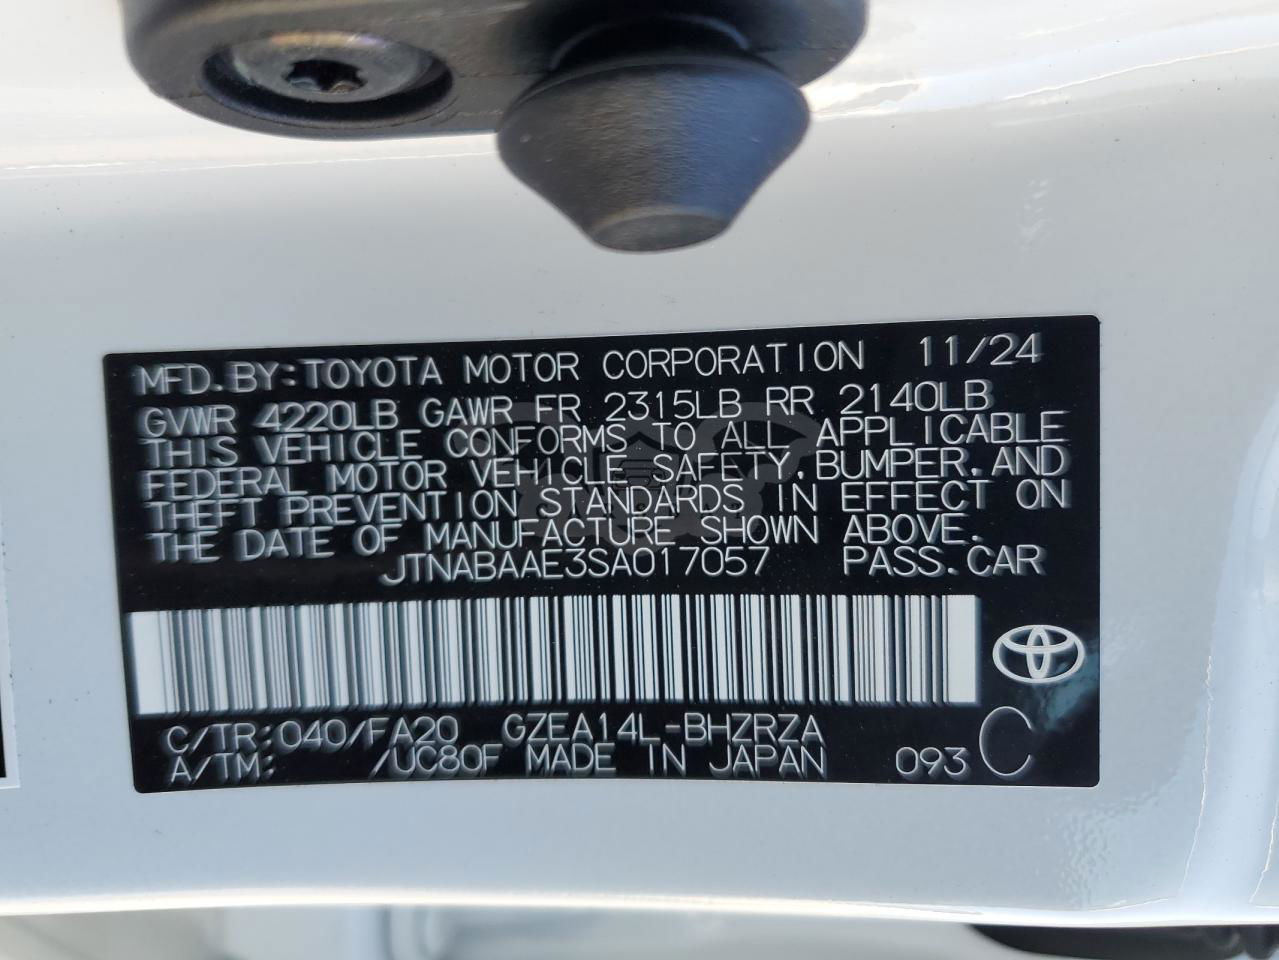 MFD.BY:TOYOTA MOTOR CORPORATION 11/24
GVWR 4220LB GAWR FR 2315LB RR 2140LB
THIS VEHICLE CONFORMS TO ALL APPLICABLE
FEDERAL MOTOR VEHICLE SAFETY,BUMPER,AND
THEFT PREVENTION STANDARDS IN EFFECT ON
THE DATE OF MANUFACTURE SHOWN ABOVE.
JTNABAAE3SA017057 PASS.CAR
C/TR:040/FA20 GZEA14L-BHZRZA C
A/TM: /UC80F MADE IN JAPAN 093